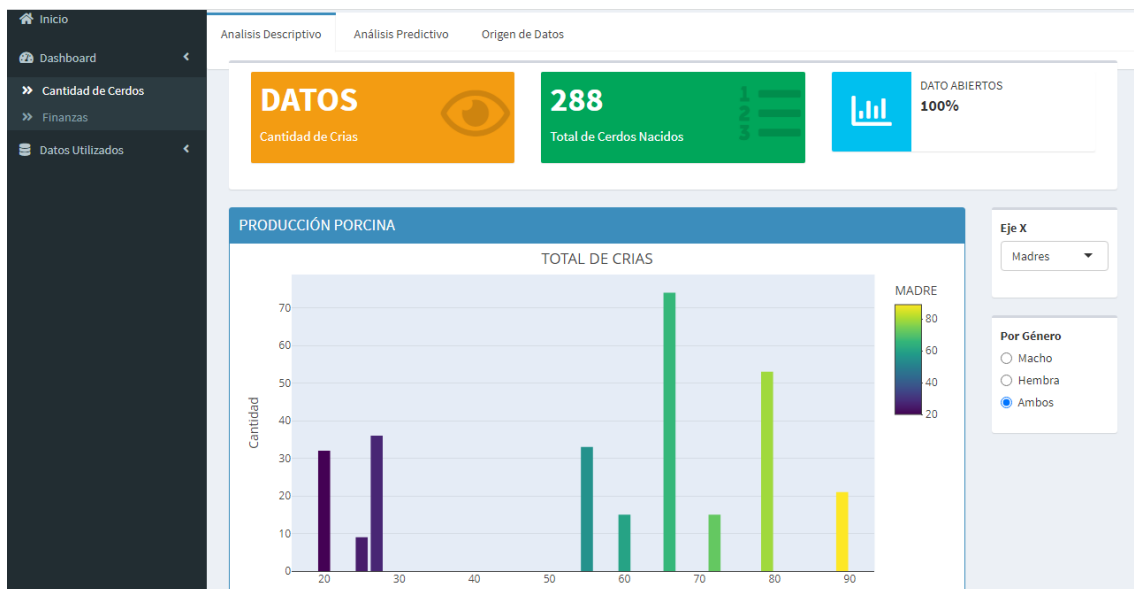 Inicio
Dashboard
Cantidad de Cerdos
Finanzas
Datos Utilizados
Analisis Descriptivo
Análisis Predictivo
Origen de Datos
DATOS
Cantidad de Crias
288
Total de Cerdos Nacidos
1
2
3
DATO ABIERTOS
100%
PRODUCCIÓN PORCINA
TOTAL DE CRIAS
Cantidad
70
60
50
40
30
20
10
0
20
30
40
50
60
70
80
90
MADRE
80
60
40
20
Eje X
Madres
Por Género
Macho
Hembra
Ambos